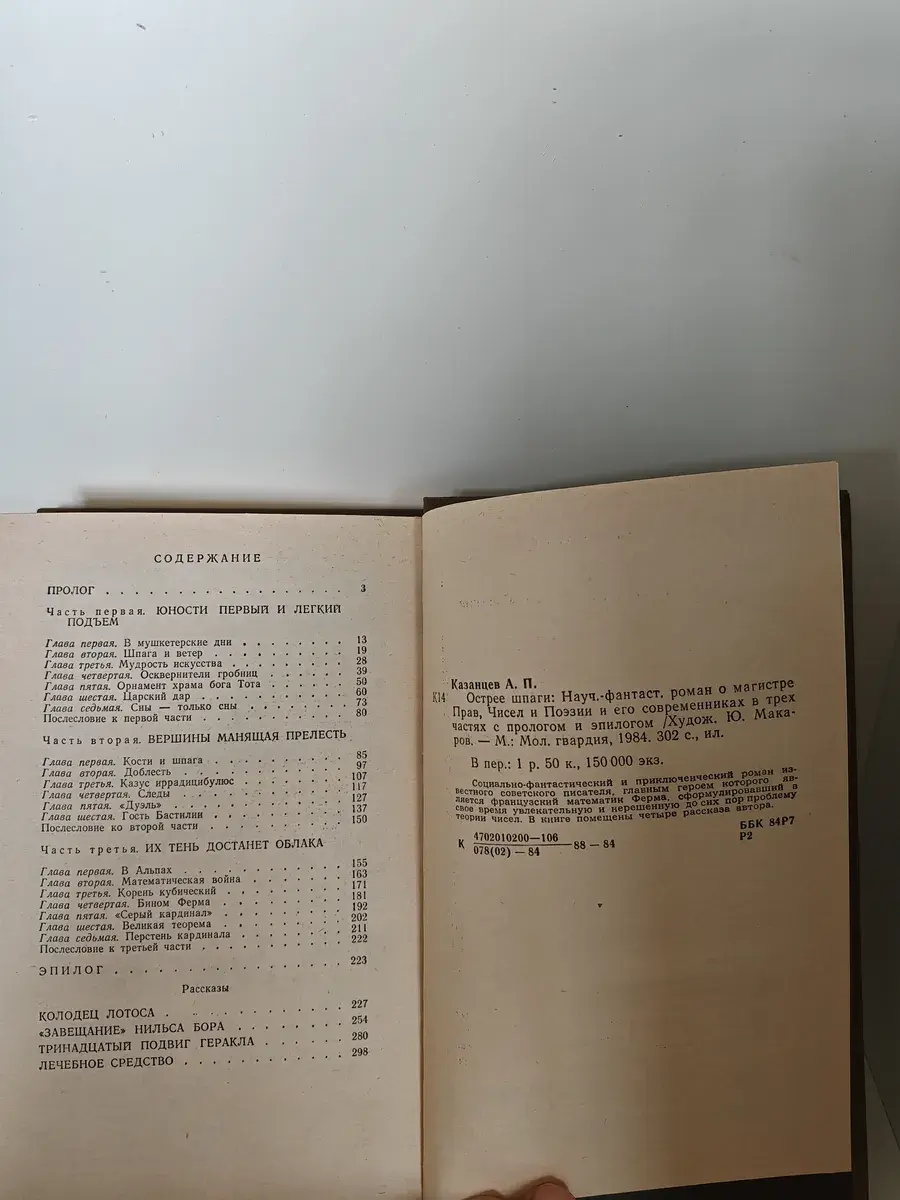 СОДЕРЖАНИЕ
ПРОЛОГ . . . . . . . . . . . . . . . . . . 3
Часть первая. ЮНОСТИ ПЕРВЫЙ И ЛЕГКИЙ
ПОДЪЕМ
Глава первая. В мушкетерские дни . . . . . . . 13
Глава вторая. Шпага и ветер . . . . . . . . . 19
Глава третья. Мудрость искусства . . . . . . . 28
Глава четвертая. Осквернители гробниц . . . . . 39
Глава пятая. Орнамент храма бога Тота . . . . . 50
Глава шестая. Царский дар . . . . . . . . . . 60
Глава седьмая. Сны — только сны . . . . . . . 73
Послесловие к первой части . . . . . . . . . . 80
Часть вторая. ВЕРШИНЫ МАНЯЩАЯ ПРЕЛЕСТЬ
Глава первая. Кости и шпага . . . . . . . . . 85
Глава вторая. Доблесть . . . . . . . . . . . 97
Глава третья. Казус иррадицибулюс . . . . . . . 107
Глава четвертая. Следы . . . . . . . . . . . 117
Глава пятая. «Дуэль» . . . . . . . . . . . . 127
Глава шестая. Гость Бастилии . . . . . . . . . 137
Послесловие ко второй части . . . . . . . . . 150
Часть третья. ИХ ТЕНЬ ДОСТАНЕТ ОБЛАКА
Глава первая. В Альпах . . . . . . . . . . . 155
Глава вторая. Математическая война . . . . . . . 163
Глава третья. Корень кубический . . . . . . . . 171
Глава четвертая. Бином Ферма . . . . . . . . . 181
Глава пятая. «Серый кардинал» . . . . . . . . 192
Глава шестая. Великая теорема . . . . . . . . . 202
Глава седьмая. Перстень кардинала . . . . . . . 211
Послесловие к третьей части . . . . . . . . . . 222
ЭПИЛОГ . . . . . . . . . . . . . . . . 223
Рассказы
КОЛОДЕЦ ЛОТОСА . . . . . . . . . . . . 227
«ЗАВЕЩАНИЕ» НИЛЬСА БОРА . . . . . . . . 254
ТРИНАДЦАТЫЙ ПОДВИГ ГЕРАКЛА . . . . . . 280
ЛЕЧЕБНОЕ СРЕДСТВО . . . . . . . . . . . 298
Казанцев А. П.
К14 Острее шпаги: Науч.-фантаст. роман о магистре
Прав, Чисел и Поэзии и его современниках в трех
частях с прологом и эпилогом /Худож. Ю. Мака-
ров. — М.: Мол. гвардия, 1984. 302 с., ил.
В пер.: 1 р. 50 к., 150 000 экз.
Социально-фантастический и приключенческий роман из-
вестного советского писателя, главным героем которого яв-
ляется французский математик Ферма, сформулировавший в
свое время увлекательную и нерешенную до сих пор проблему
теории чисел. В книге помещены четыре рассказа автора.
К 4702010200—106
078(02)—84 88—84
ББК 84Р7
Р2